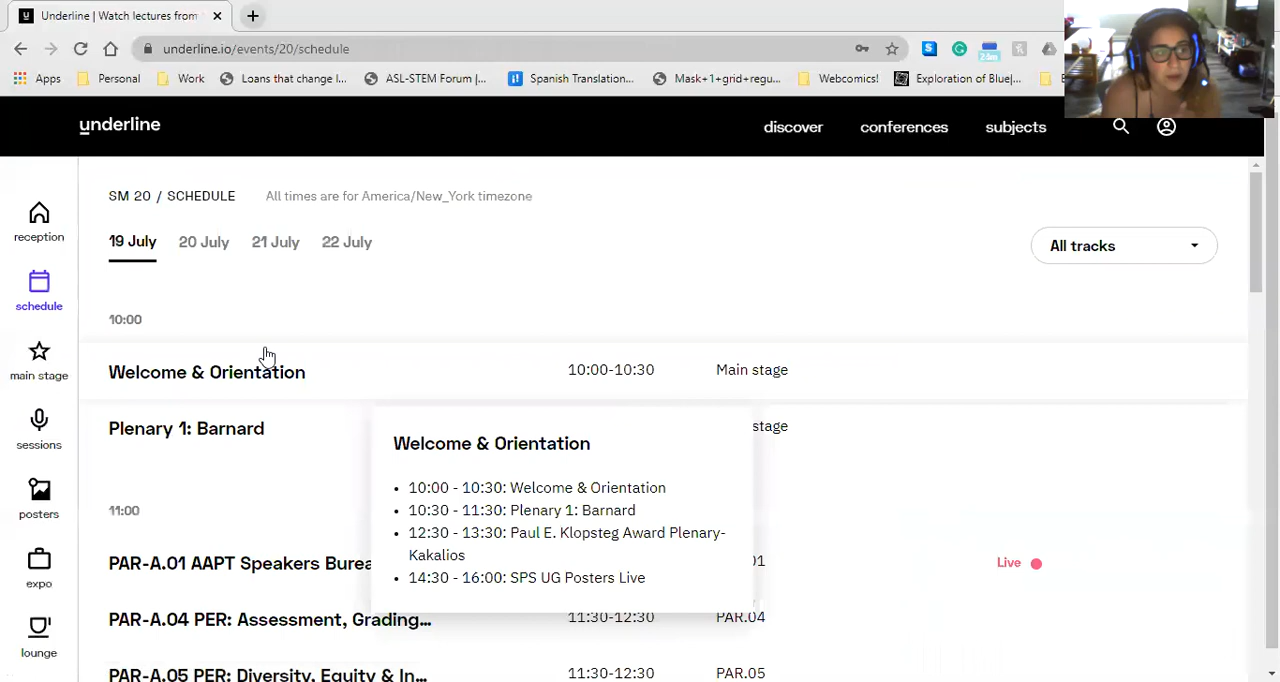 Underline | Watch lectures from
underline.io/events/20/schedule
Apps Personal Work Loans that change l... ASL-STEM Forum |... Spanish Translation... Mask+1+grid+regu... Webcomics! Exploration of Blue|...
underline discover conferences subjects
SM 20 / SCHEDULE All times are for America/New_York timezone
19 July 20 July 21 July 22 July
All tracks
reception
schedule
main stage
sessions
posters
expo
lounge
10:00
Welcome & Orientation 10:00-10:30 Main stage
Plenary 1: Barnard stage
Welcome & Orientation
• 10:00 - 10:30: Welcome & Orientation
• 10:30 - 11:30: Plenary 1: Barnard
• 12:30 - 13:30: Paul E. Klopsteg Award Plenary-
Kakalios
• 14:30 - 16:00: SPS UG Posters Live
11:00
PAR-A.01 AAPT Speakers Burea 01 Live
PAR-A.04 PER: Assessment, Grading... 11:30-12:30 PAR.04
PAR-A.05 PER: Diversity, Equity & In... 11:30-12:30 PAR.05